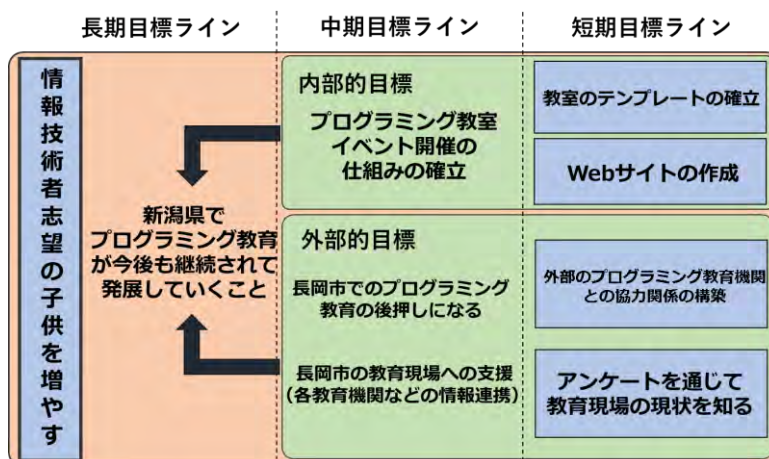 長期目標ライン
中期目標ライン
短期目標ライン
情報技術者志望の子供を増やす
新潟県で
プログラミング教育
が今後も継続されて
発展していくこと
内部的目標
プログラミング教室
イベント開催の
仕組みの確立
教室のテンプレートの確立
Webサイトの作成
外部的目標
長岡市でのプログラミング
教育の後押しになる
長岡市の教育現場への支援
（各教育機関などの情報連携）
外部のプログラミング教育機関
との協力関係の構築
アンケートを通じて
教育現場の現状を知る